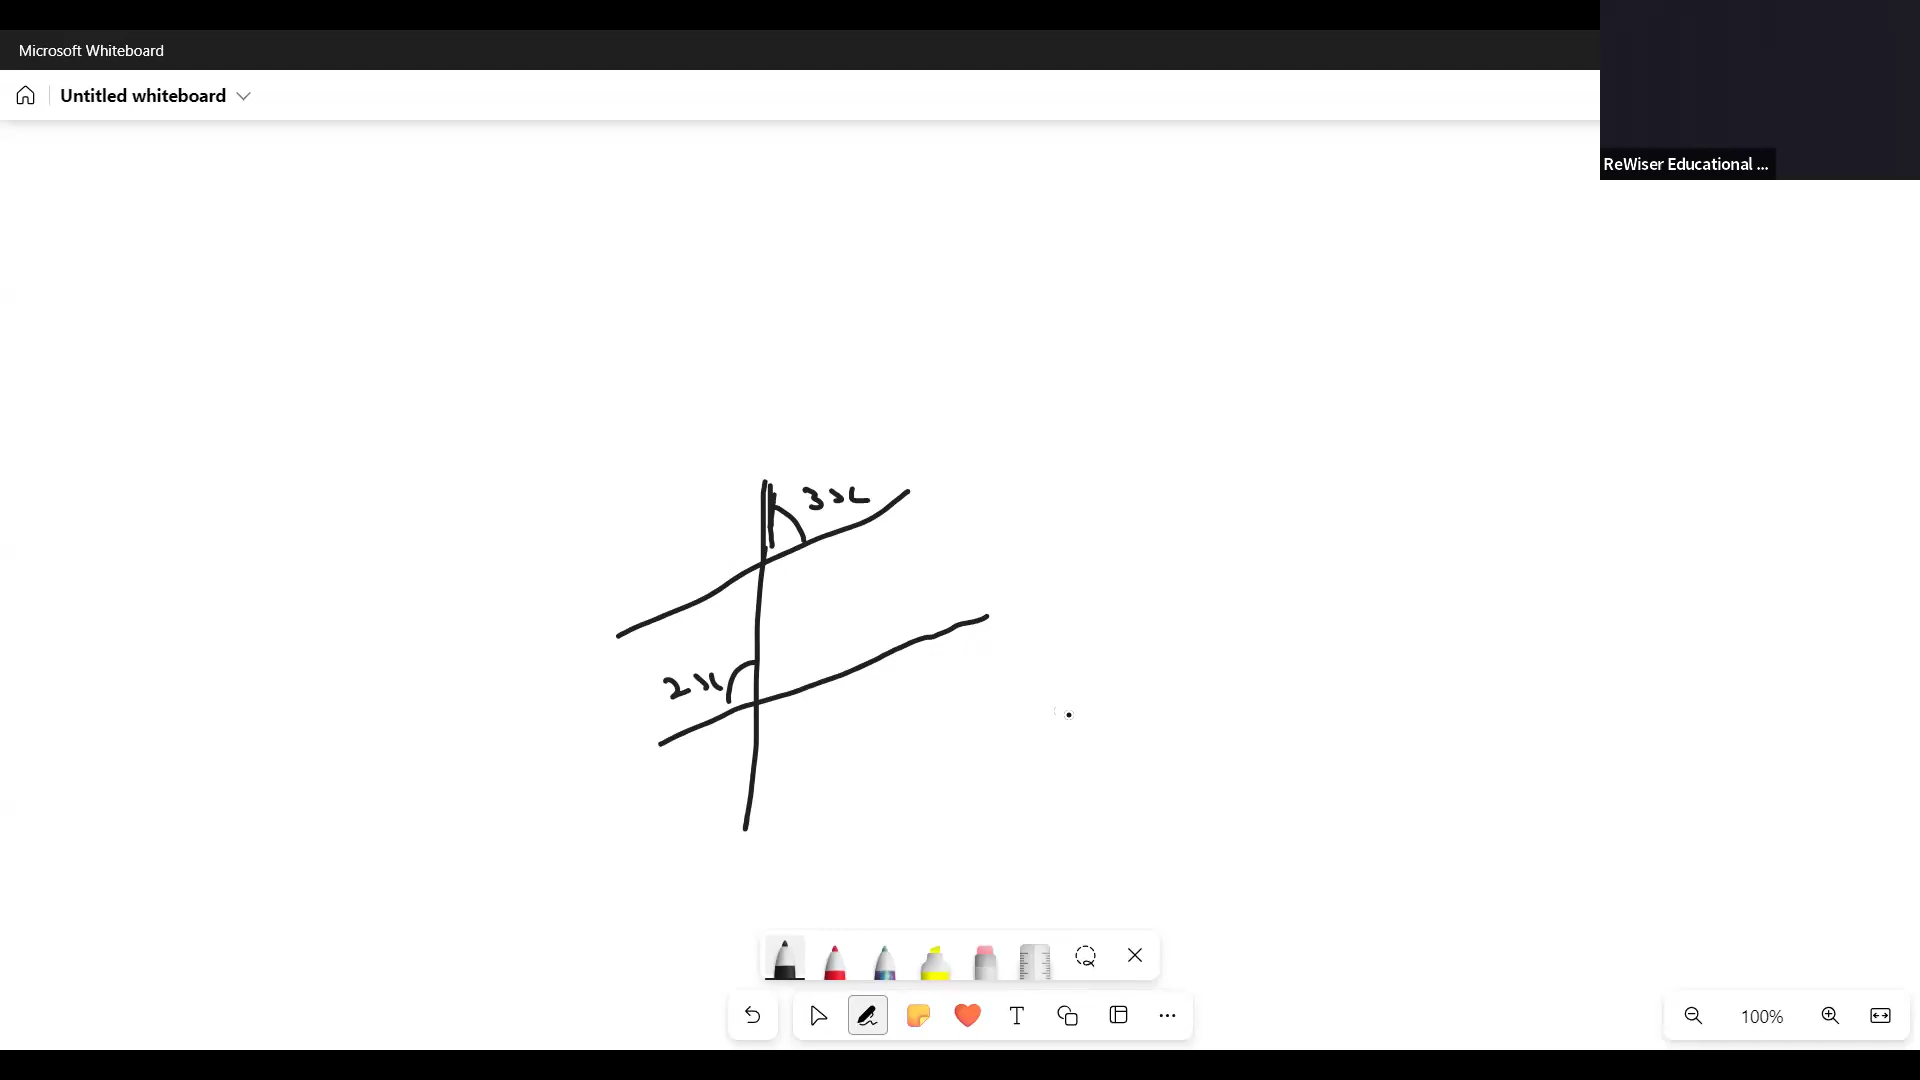 Microsoft Whiteboard
Untitled whiteboard
ReWiser Educational ...
3x
2x
100%